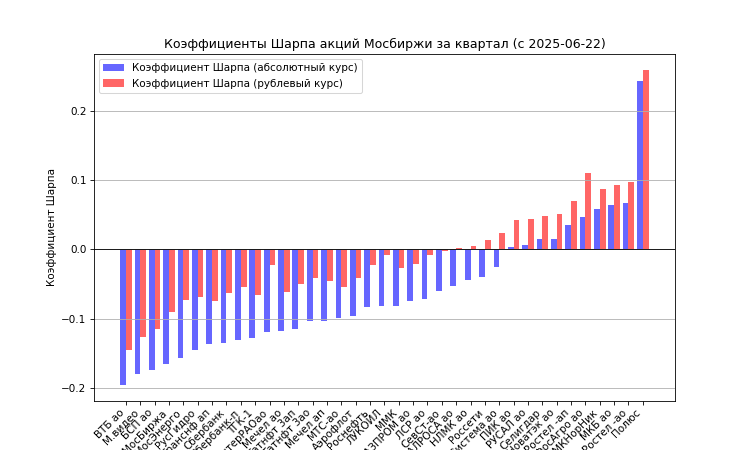 Коэффициенты Шарпа акций Мосбиржи за квартал (с 2025-06-22)
Коэффициент Шарпа (абсолютный курс)
Коэффициент Шарпа (рублевый курс)
Коэффициент Шарпа
0.2
0.1
0.0
−0.1
−0.2
ВТБ ао
М.видео
БСП ао
МосБиржа
РусГидро
Сбербанк
ТГК-1
Мечел ао
Мечел ап
МТС-ао
Аэрофлот
Роснефть
ЛУКОЙЛ
ММК
ЛСР ао
СевСт-ао
НЛМК ао
Россети
ПИК ао
РУСАЛ ао
Селигдар
Ростел -ап
МКБ ао
Ростел -ао
Полюс